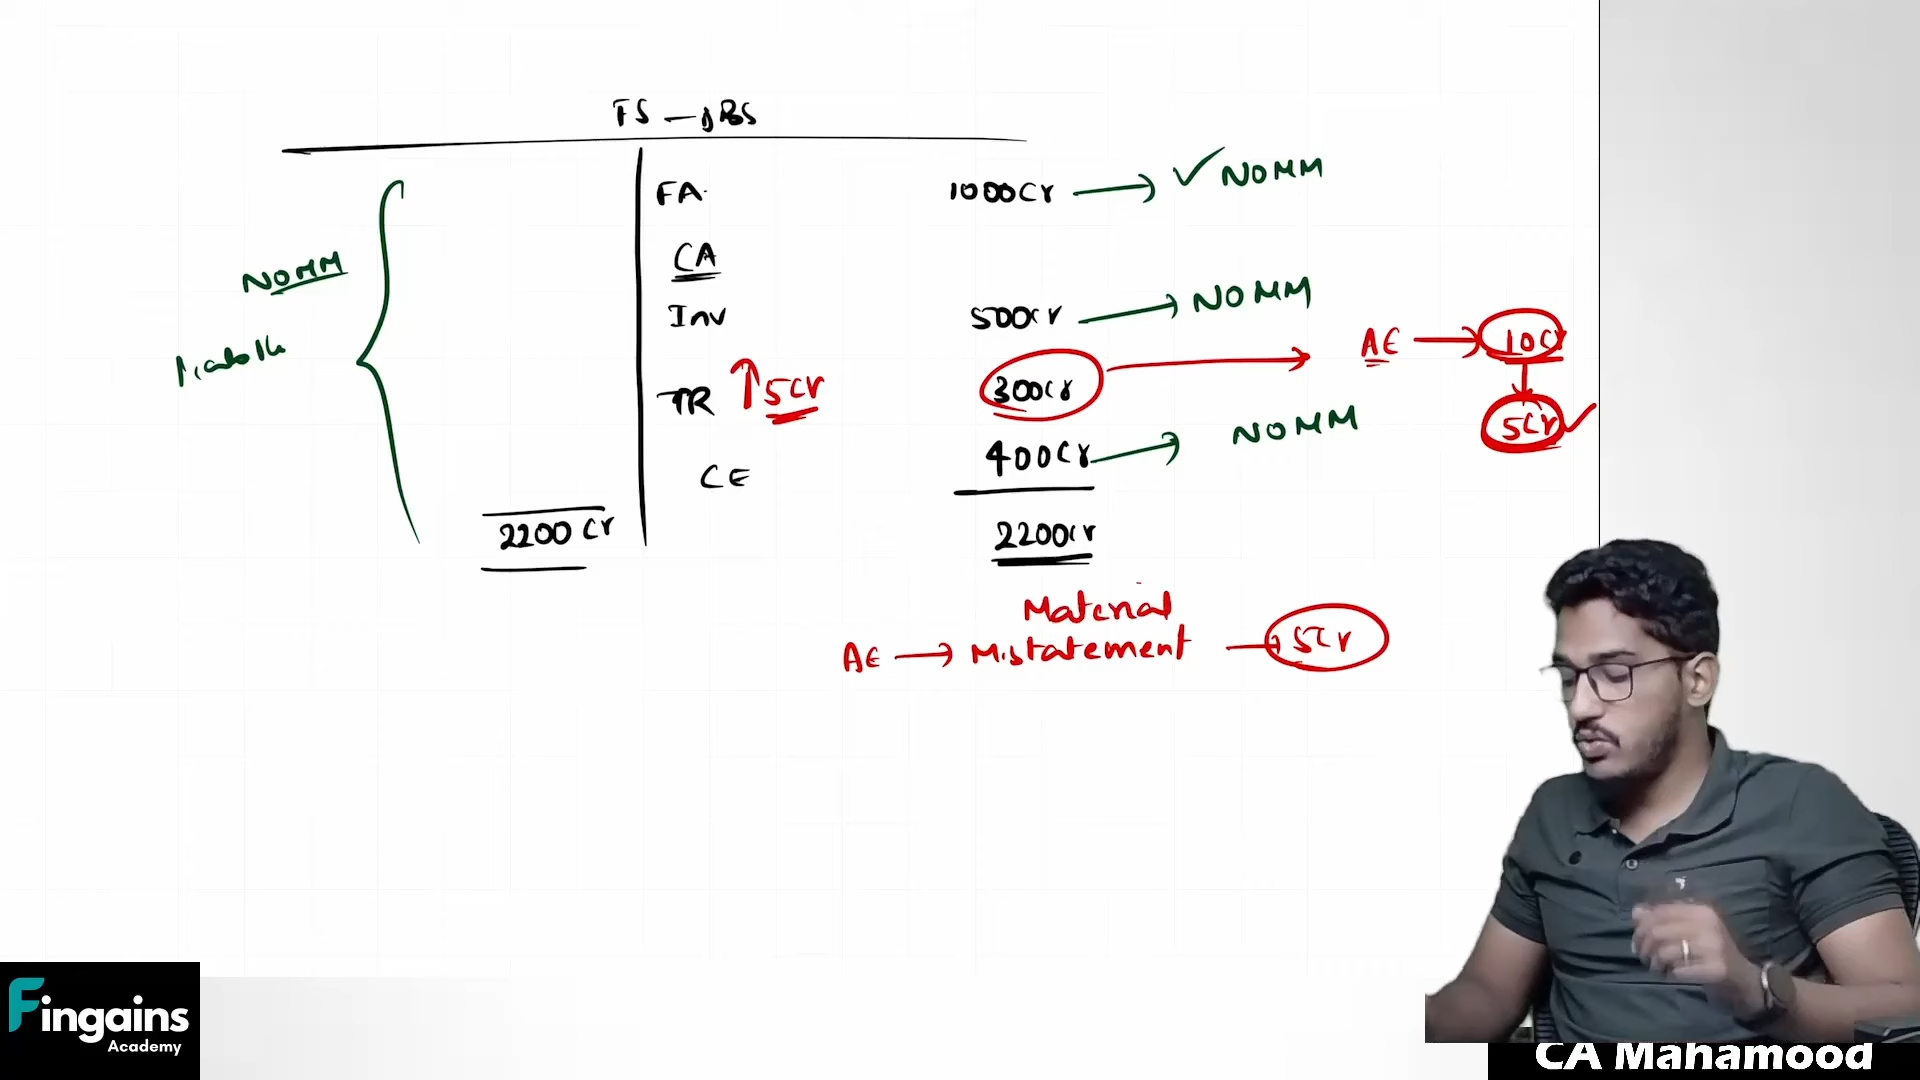 FS – BS
FA 1000Cr → ✓ NOMM
CA
NOMM
Inv 500Cr → NOMM
AE → 10Cr
TR ↑5Cr 300Cr →
5Cr ✓
400Cr → NOMM
CE
2200 Cr 2200Cr
Material
AE → Mistatement → 5Cr
Fingains
Academy
CA Mahamood